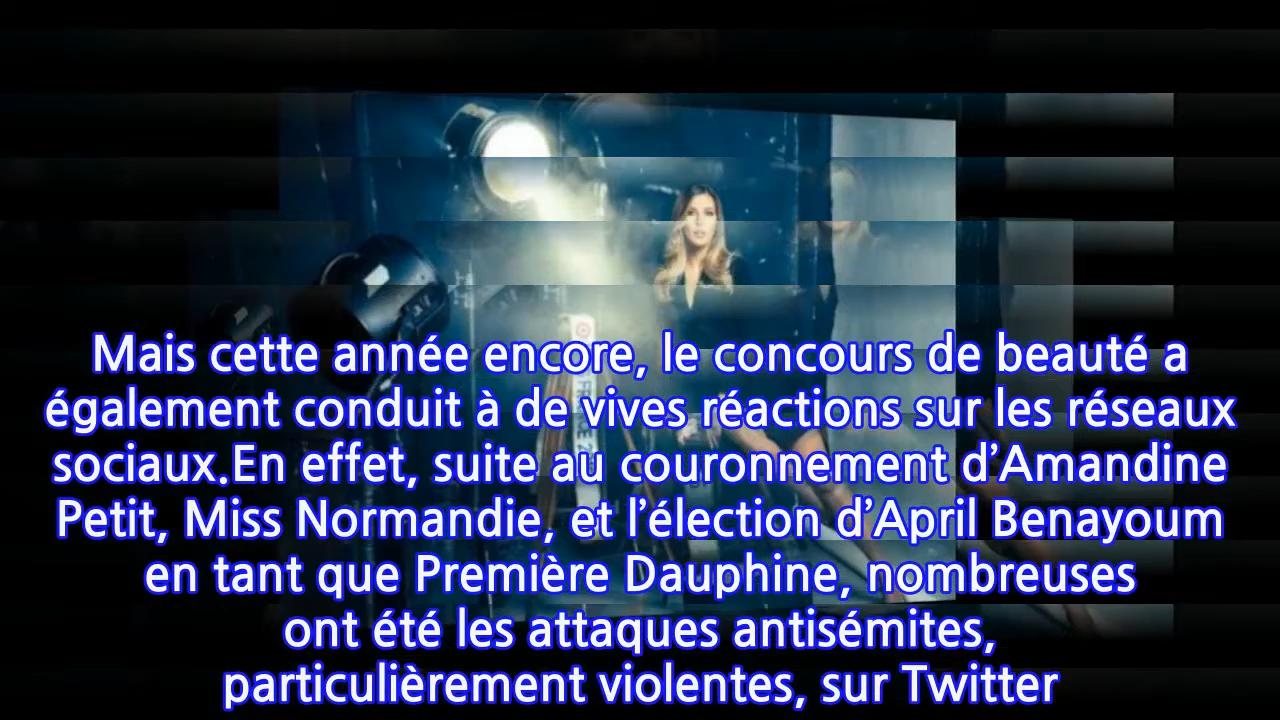 Mais cette année encore, le concours de beauté a
également conduit à de vives réactions sur les réseaux
sociaux.En effet, suite au couronnement d’Amandine
Petit, Miss Normandie, et l’élection d’April Benayoum
en tant que Première Dauphine, nombreuses
ont été les attaques antisémites,
particulièrement violentes, sur Twitter